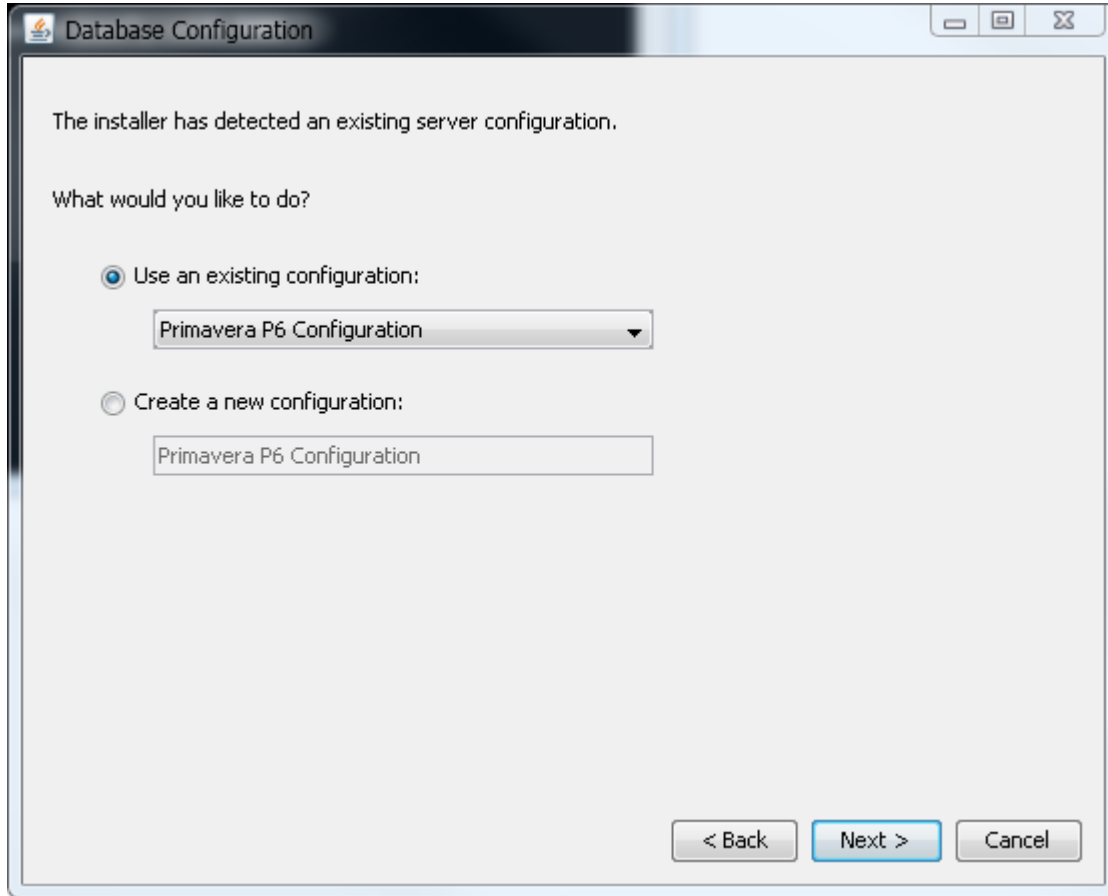 Database Configuration
The installer has detected an existing server configuration.
What would you like to do?
Use an existing configuration:
Primavera P6 Configuration
Create a new configuration:
Primavera P6 Configuration
< Back Next > Cancel